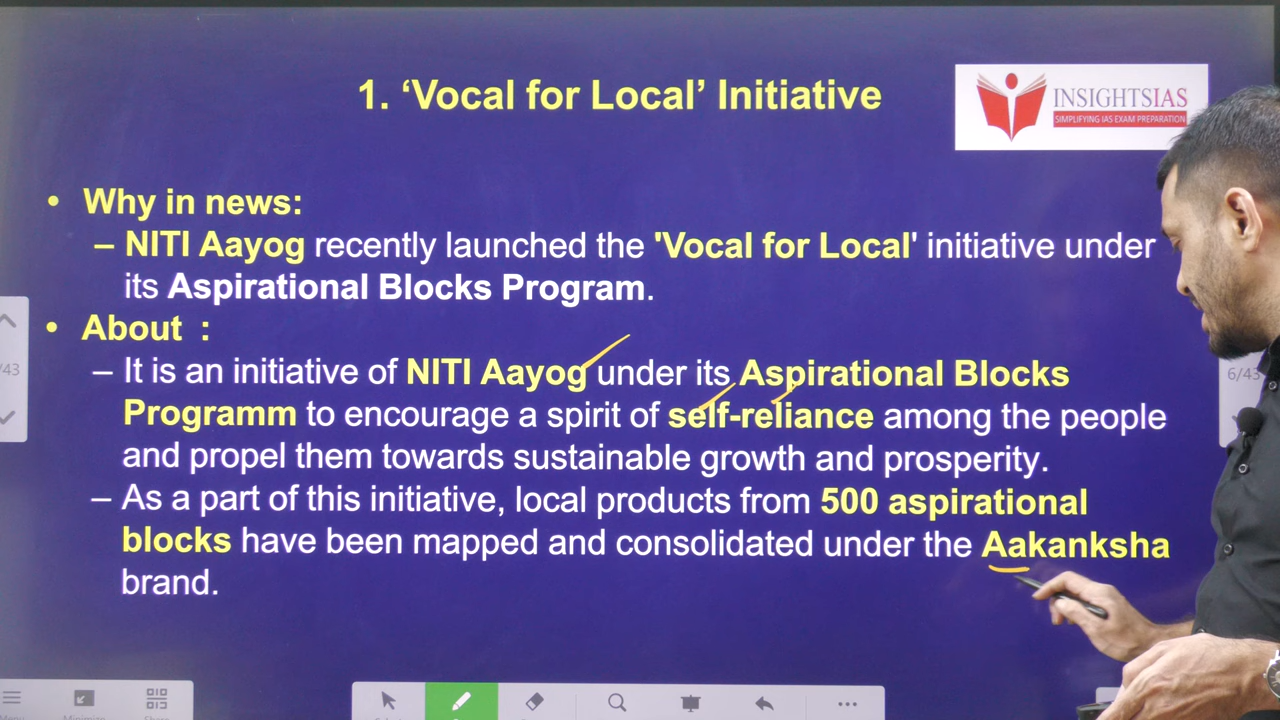 1. ‘Vocal for Local’ Initiative
INSIGHTSIAS
SIMPLIFYING IAS EXAM PREPARATION
• Why in news:
– NITI Aayog recently launched the 'Vocal for Local' initiative under
its Aspirational Blocks Program.
• About :
– It is an initiative of NITI Aayog under its Aspirational Blocks
Programm to encourage a spirit of self-reliance among the people
and propel them towards sustainable growth and prosperity.
– As a part of this initiative, local products from 500 aspirational
blocks have been mapped and consolidated under the Aakanksha
brand.
/43
6/43